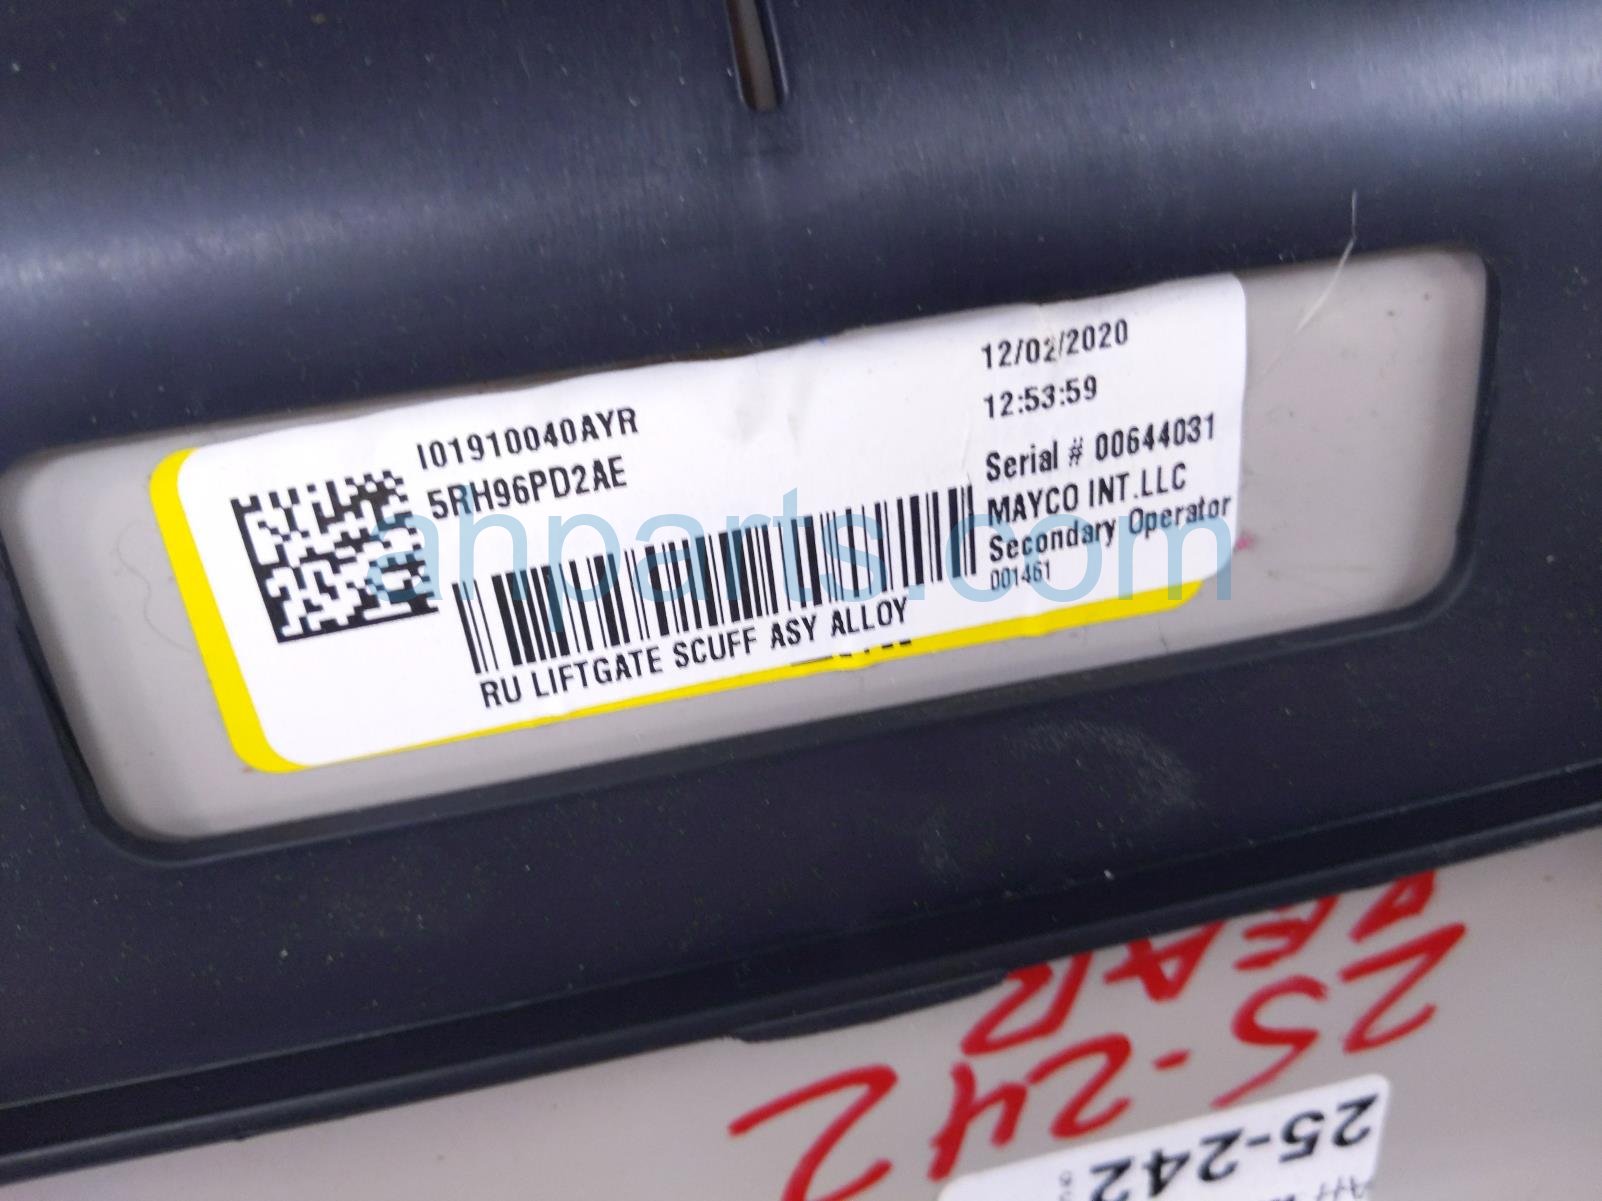 I01910040AYR
5RH96PD2AE
RU LIFTGATE SCUFF ASY ALLOY
12/02/2020
12:53:59
Serial # 00644031
MAYCO INT.LLC
Secondary Operator
001461
ahparts.com
REAR
25-242
25-242